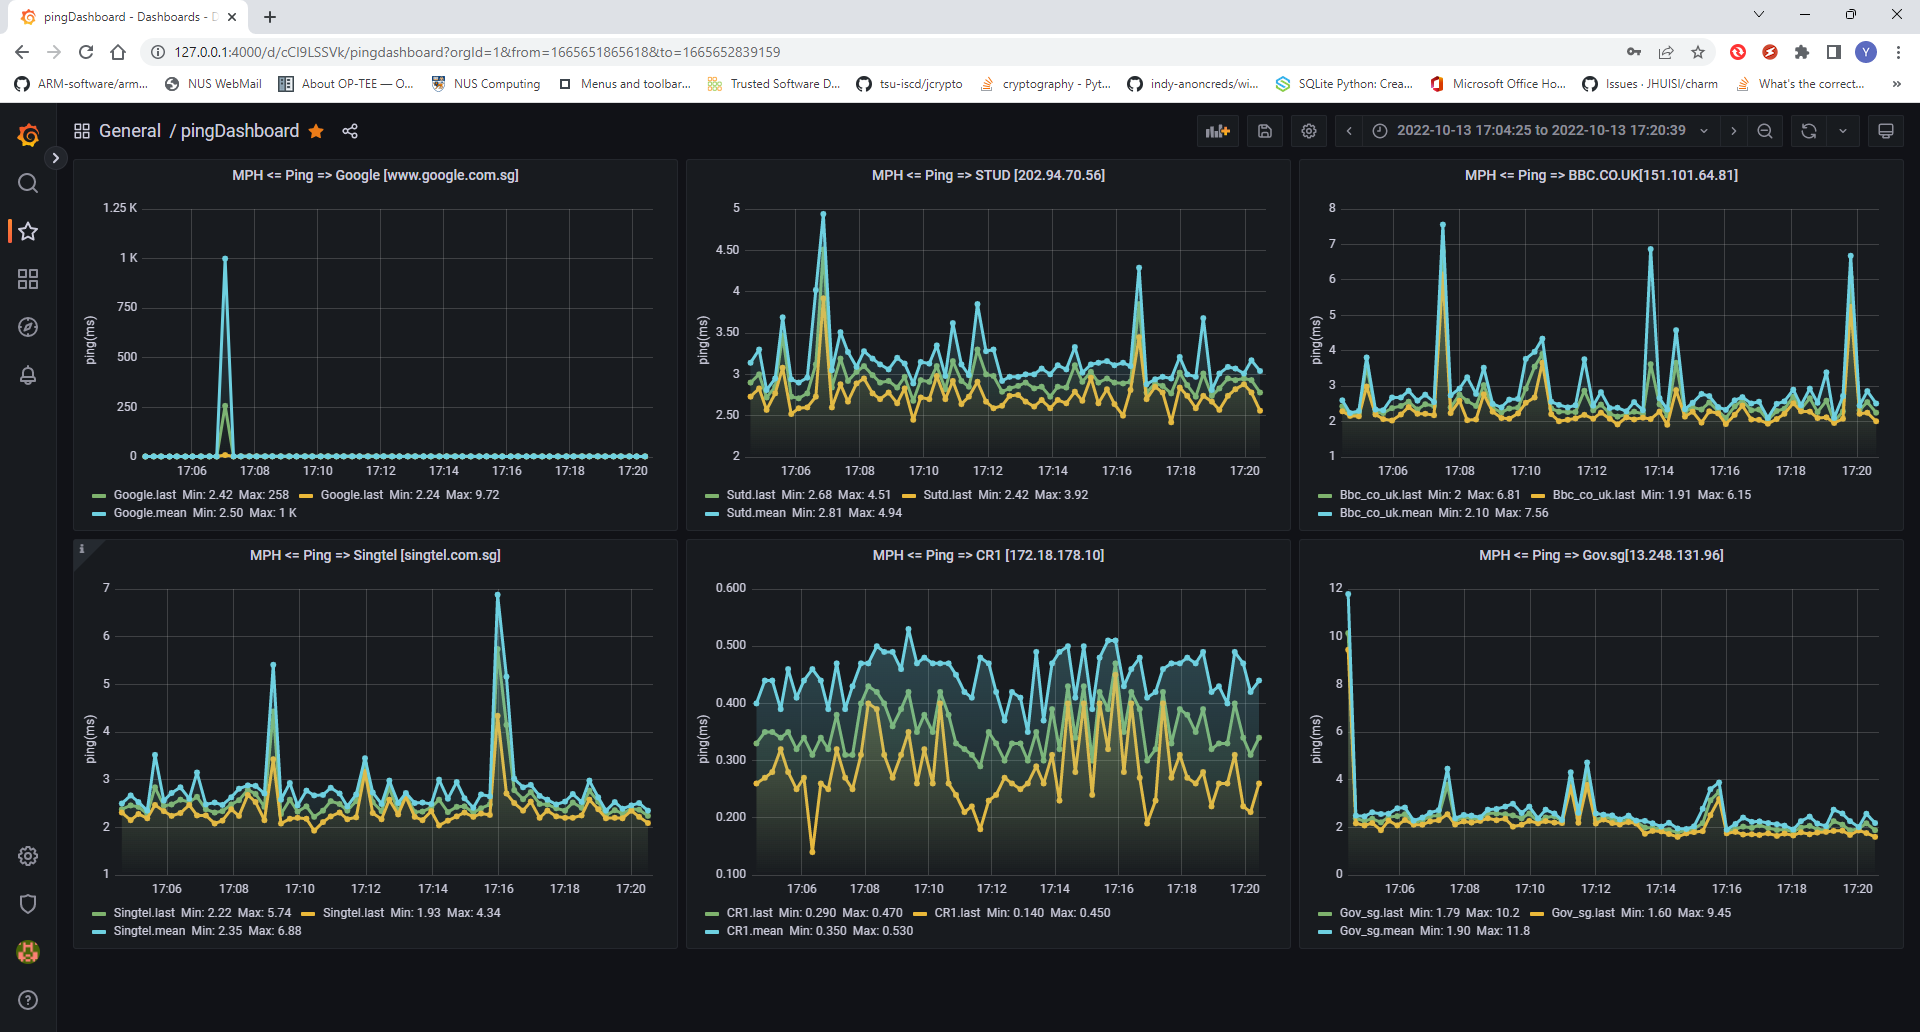 pingDashboard - Dashboards - D
127.0.0.1:4000/d/cCI9LSSVk/pingdashboard?orgId=1&from=1665651865618&to=1665652839159
Y
ARM-software/arm... NUS WebMail About OP-TEE — O... NUS Computing Menus and toolbar... Trusted Software D... tsu-iscd/jcrypto cryptography - Pyt... indy-anoncreds/wi... SQLite Python: Crea... Microsoft Office Ho... Issues · JHUISI/charm What's the correct... »
General / pingDashboard
2022-10-13 17:04:25 to 2022-10-13 17:20:39
MPH <= Ping => Google [www.google.com.sg]
ping(ms)
1.25 K
1 K
750
500
250
0
17:06 17:08 17:10 17:12 17:14 17:16 17:18 17:20
Google.last Min: 2.42 Max: 258 Google.last Min: 2.24 Max: 9.72
Google.mean Min: 2.50 Max: 1 K
MPH <= Ping => STUD [202.94.70.56]
ping(ms)
5
4.50
4
3.50
3
2.50
2
17:06 17:08 17:10 17:12 17:14 17:16 17:18 17:20
Sutd.last Min: 2.68 Max: 4.51 Sutd.last Min: 2.42 Max: 3.92
Sutd.mean Min: 2.81 Max: 4.94
MPH <= Ping => BBC.CO.UK[151.101.64.81]
ping(ms)
8
7
6
5
4
3
2
1
17:06 17:08 17:10 17:12 17:14 17:16 17:18 17:20
Bbc_co_uk.last Min: 2 Max: 6.81 Bbc_co_uk.last Min: 1.91 Max: 6.15
Bbc_co_uk.mean Min: 2.10 Max: 7.56
i
MPH <= Ping => Singtel [singtel.com.sg]
ping(ms)
7
6
5
4
3
2
1
17:06 17:08 17:10 17:12 17:14 17:16 17:18 17:20
Singtel.last Min: 2.22 Max: 5.74 Singtel.last Min: 1.93 Max: 4.34
Singtel.mean Min: 2.35 Max: 6.88
MPH <= Ping => CR1 [172.18.178.10]
ping(ms)
0.600
0.500
0.400
0.300
0.200
0.100
17:06 17:08 17:10 17:12 17:14 17:16 17:18 17:20
CR1.last Min: 0.290 Max: 0.470 CR1.last Min: 0.140 Max: 0.450
CR1.mean Min: 0.350 Max: 0.530
MPH <= Ping => Gov.sg[13.248.131.96]
ping(ms)
12
10
8
6
4
2
0
17:06 17:08 17:10 17:12 17:14 17:16 17:18 17:20
Gov_sg.last Min: 1.79 Max: 10.2 Gov_sg.last Min: 1.60 Max: 9.45
Gov_sg.mean Min: 1.90 Max: 11.8